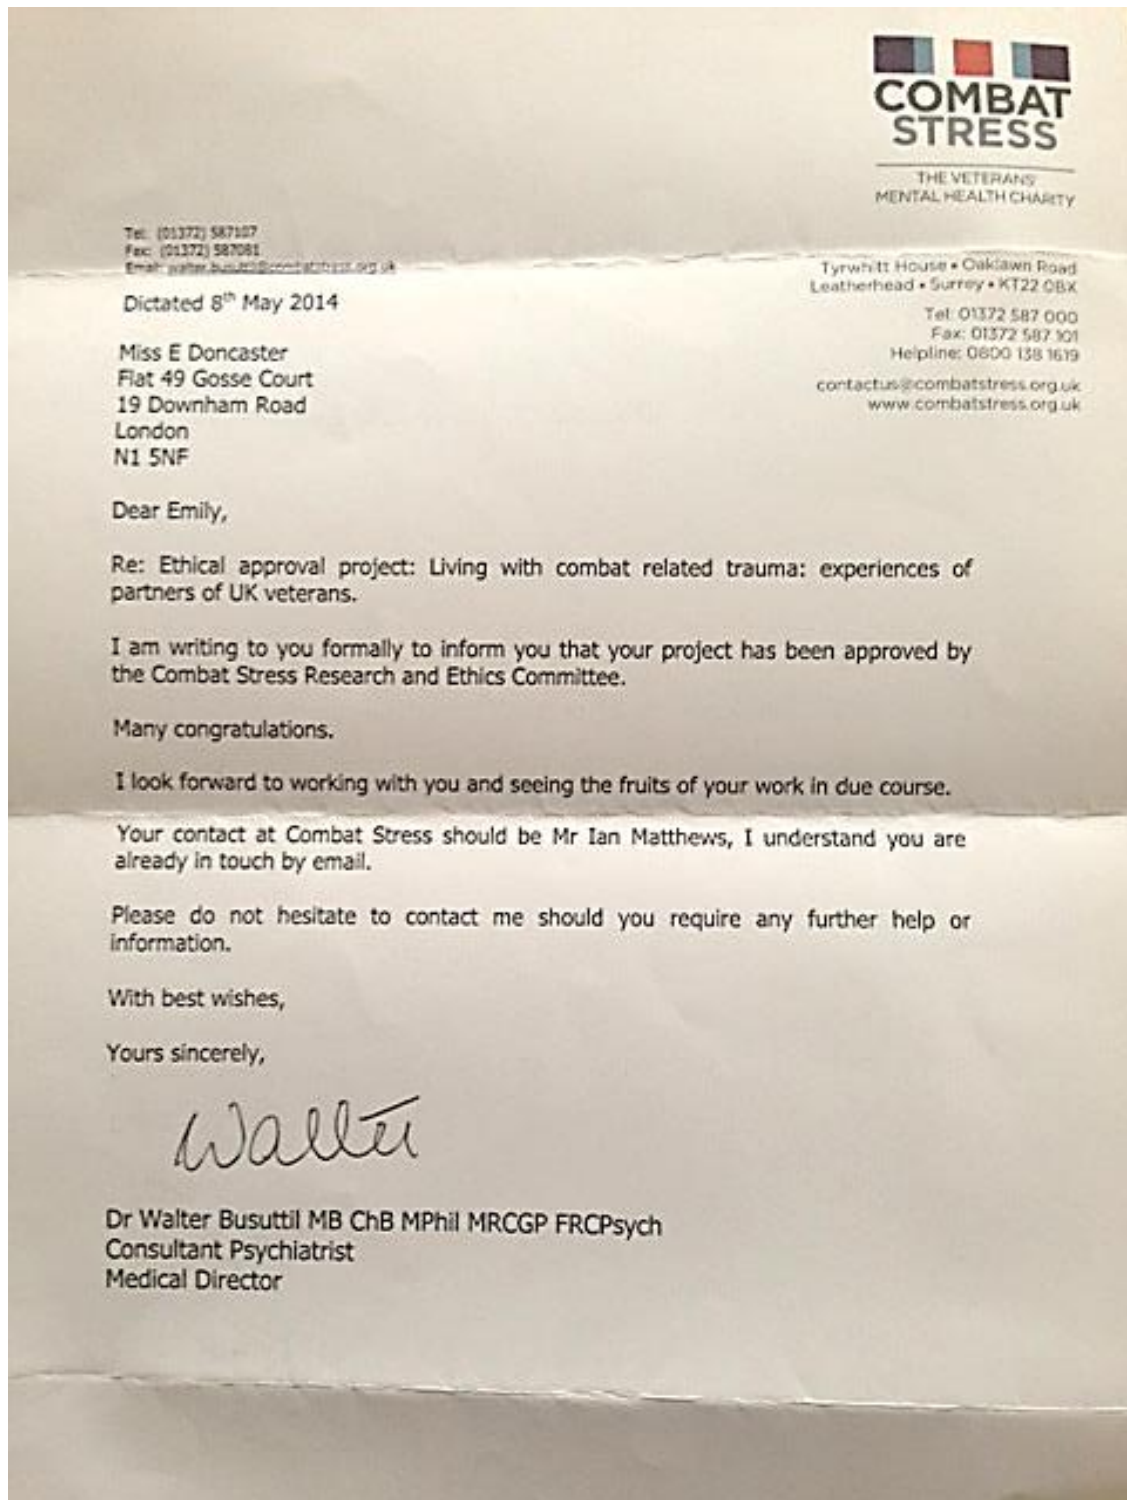 COMBAT
STRESS
THE VETERANS'
MENTAL HEALTH CHARITY
Tel: (01372) 587107
Fax: (01372) 587081
Email: walter.busuttil@combatstress.org.uk
Tyrwhitt House • Oaklawn Road
Leatherhead • Surrey • KT22 0BX
Tel: 01372 587 000
Fax: 01372 587 101
Helpline: 0800 138 1619
contactus@combatstress.org.uk
www.combatstress.org.uk
Dictated 8th May 2014
Miss E Doncaster
Flat 49 Gosse Court
19 Downham Road
London
N1 5NF
Dear Emily,
Re: Ethical approval project: Living with combat related trauma: experiences of
partners of UK veterans.
I am writing to you formally to inform you that your project has been approved by
the Combat Stress Research and Ethics Committee.
Many congratulations.
I look forward to working with you and seeing the fruits of your work in due course.
Your contact at Combat Stress should be Mr Ian Matthews, I understand you are
already in touch by email.
Please do not hesitate to contact me should you require any further help or
information.
With best wishes,
Yours sincerely,
Walter
Dr Walter Busuttil MB ChB MPhil MRCGP FRCPsych
Consultant Psychiatrist
Medical Director